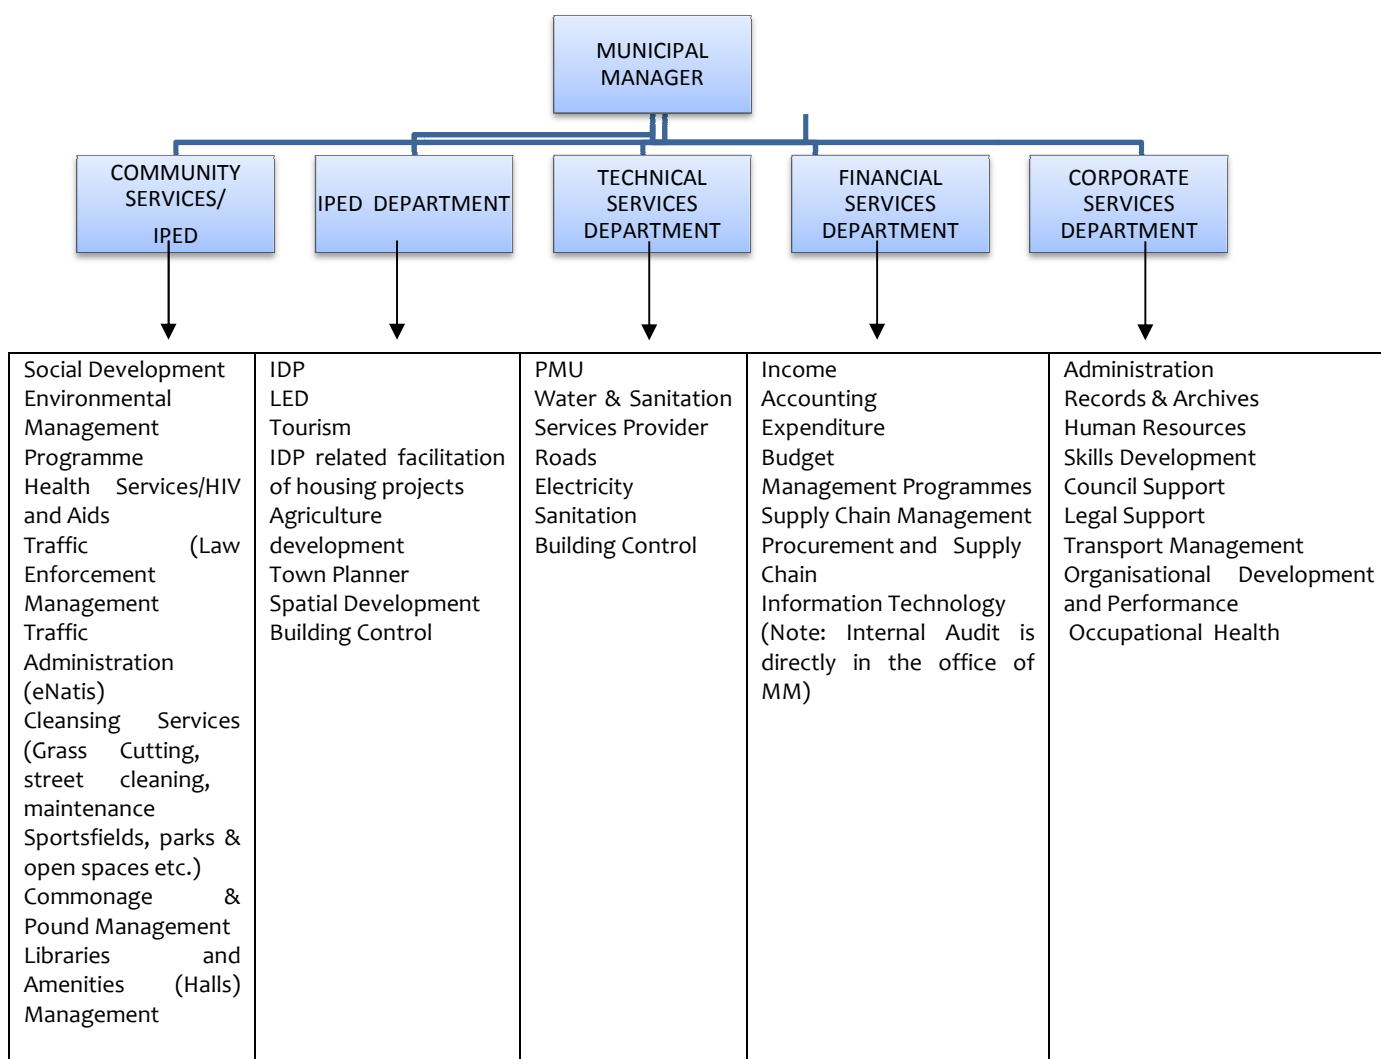 MUNICIPAL
MANAGER
COMMUNITY
SERVICES/
IPED
IPED DEPARTMENT
TECHNICAL
SERVICES
DEPARTMENT
FINANCIAL
SERVICES
DEPARTMENT
CORPORATE
SERVICES
DEPARTMENT
Social Development
Environmental
Management
Programme
Health Services/HIV
and Aids
Traffic (Law
Enforcement
Management
Traffic
Administration
(eNatis)
Cleansing Services
(Grass Cutting,
street cleaning,
maintenance
Sportsfields, parks &
open spaces etc.)
Commonage &
Pound Management
Libraries and
Amenities (Halls)
Management
IDP
LED
Tourism
IDP related facilitation
of housing projects
Agriculture
development
Town Planner
Spatial Development
Building Control
PMU
Water & Sanitation
Services Provider
Roads
Electricity
Sanitation
Building Control
Income
Accounting
Expenditure
Budget
Management Programmes
Supply Chain Management
Procurement and Supply
Chain
Information Technology
(Note: Internal Audit is
directly in the office of
MM)
Administration
Records & Archives
Human Resources
Skills Development
Council Support
Legal Support
Transport Management
Organisational Development
and Performance
Occupational Health